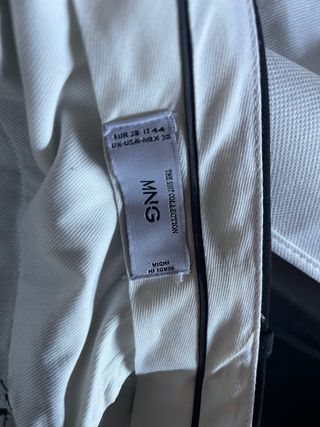 EUR 38 IT 44
UK-USA-MEX 30
THE SUIT COLLECTION
MNG
MADE IN
INDIA